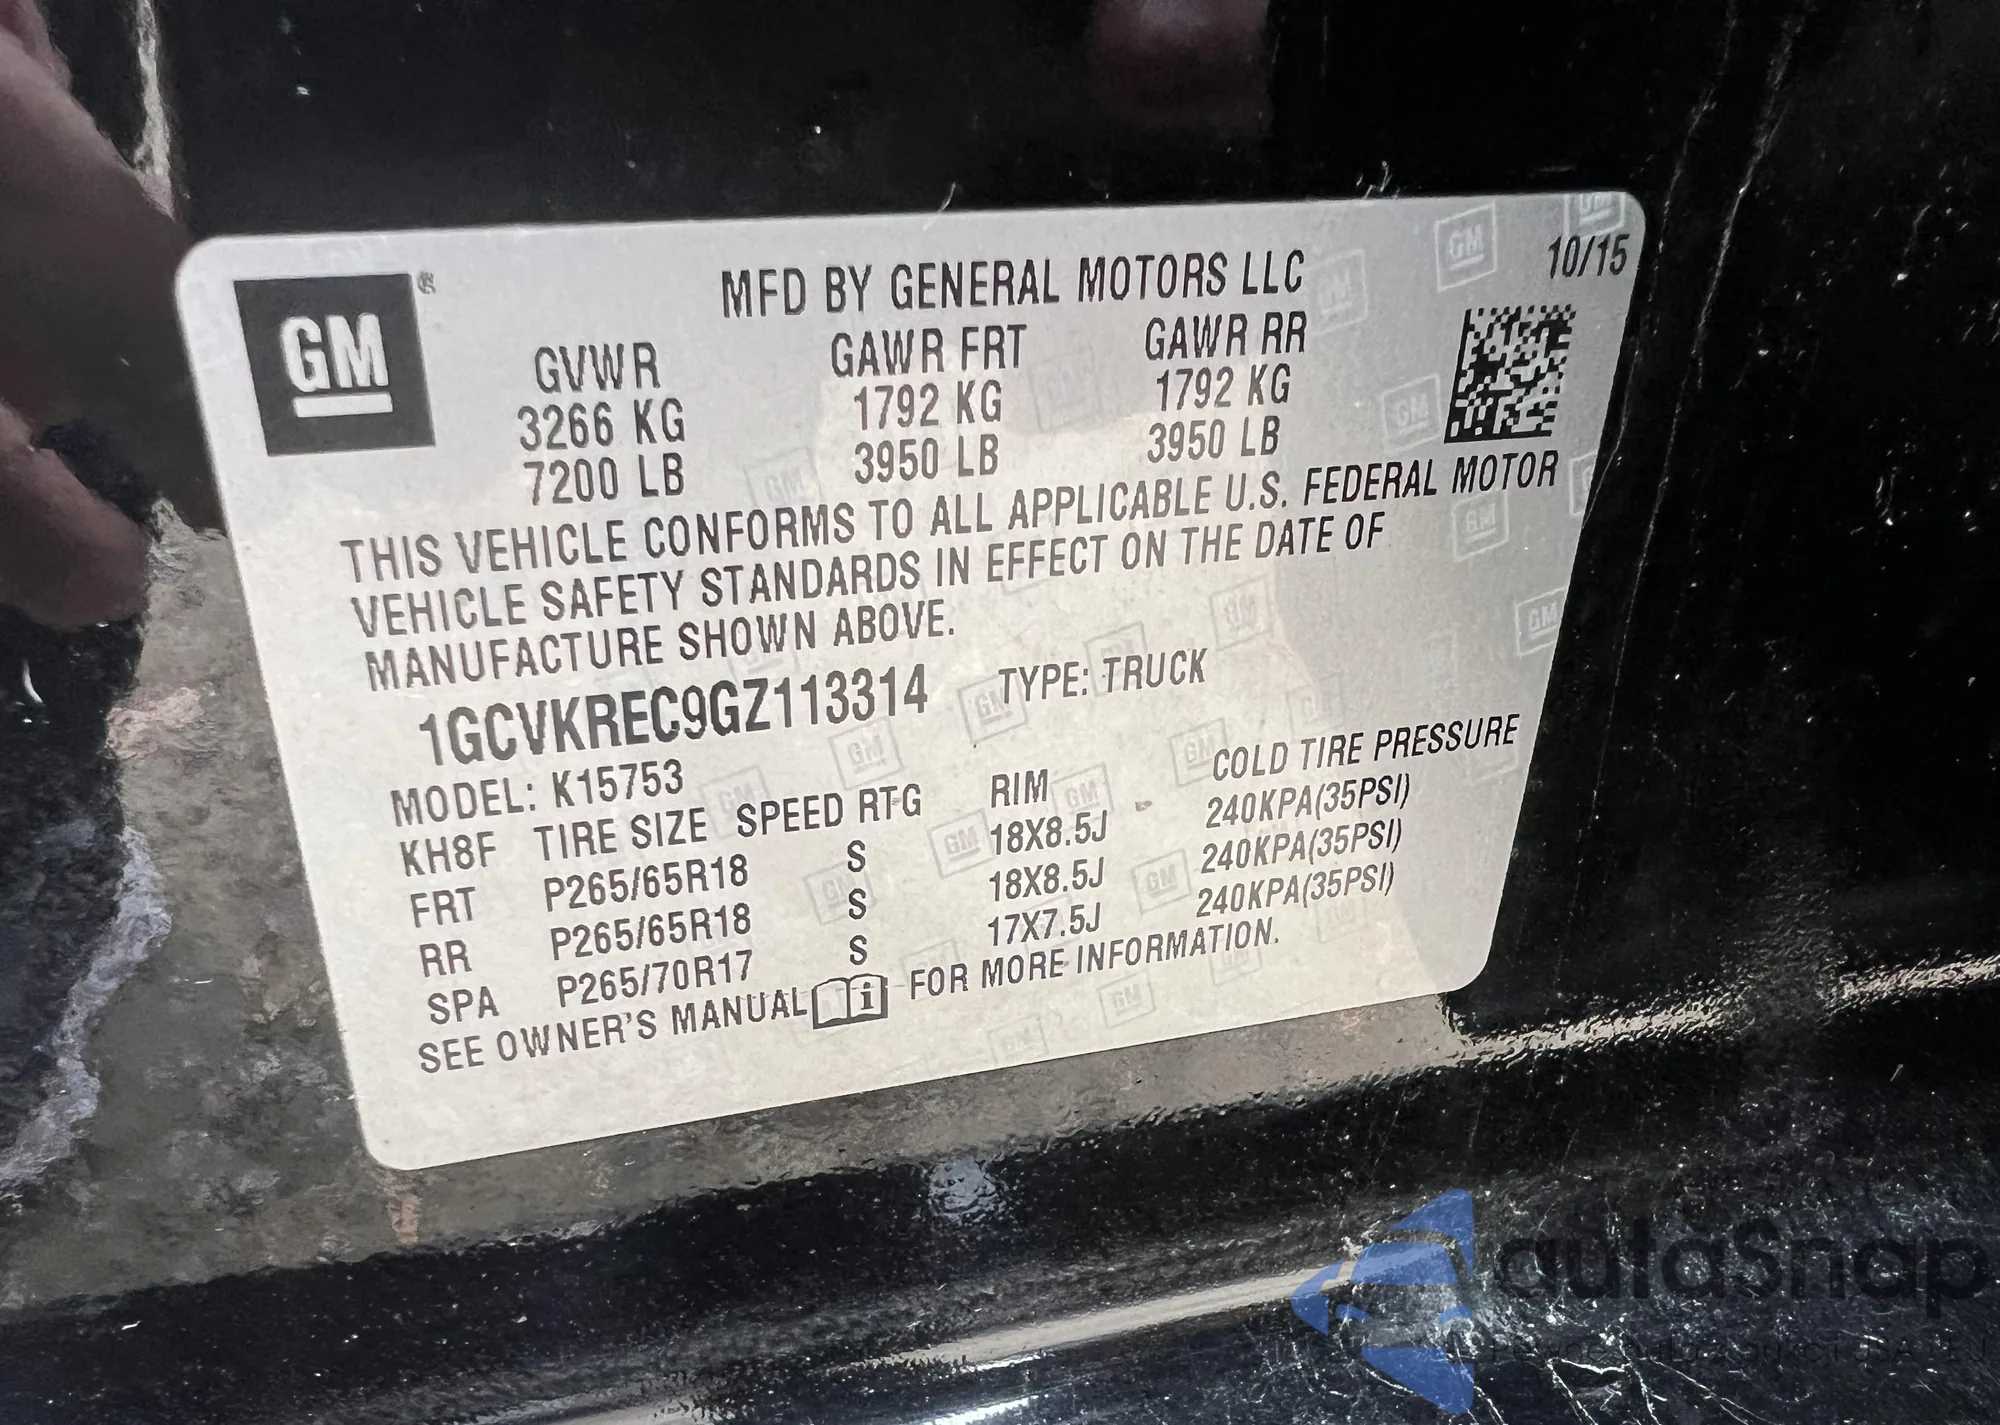 GM ®
MFD BY GENERAL MOTORS LLC
10/15
GVWR GAWR FRT GAWR RR
3266 KG 1792 KG 1792 KG
7200 LB 3950 LB 3950 LB
THIS VEHICLE CONFORMS TO ALL APPLICABLE U.S. FEDERAL MOTOR
VEHICLE SAFETY STANDARDS IN EFFECT ON THE DATE OF
MANUFACTURE SHOWN ABOVE.
1GCVKREC9GZ113314 TYPE: TRUCK
MODEL: K15753
KH8F TIRE SIZE SPEED RTG RIM COLD TIRE PRESSURE
FRT P265/65R18 S 18X8.5J 240KPA(35PSI)
RR P265/65R18 S 18X8.5J 240KPA(35PSI)
SPA P265/70R17 S 17X7.5J 240KPA(35PSI)
SEE OWNER'S MANUAL FOR MORE INFORMATION.
autaSnap